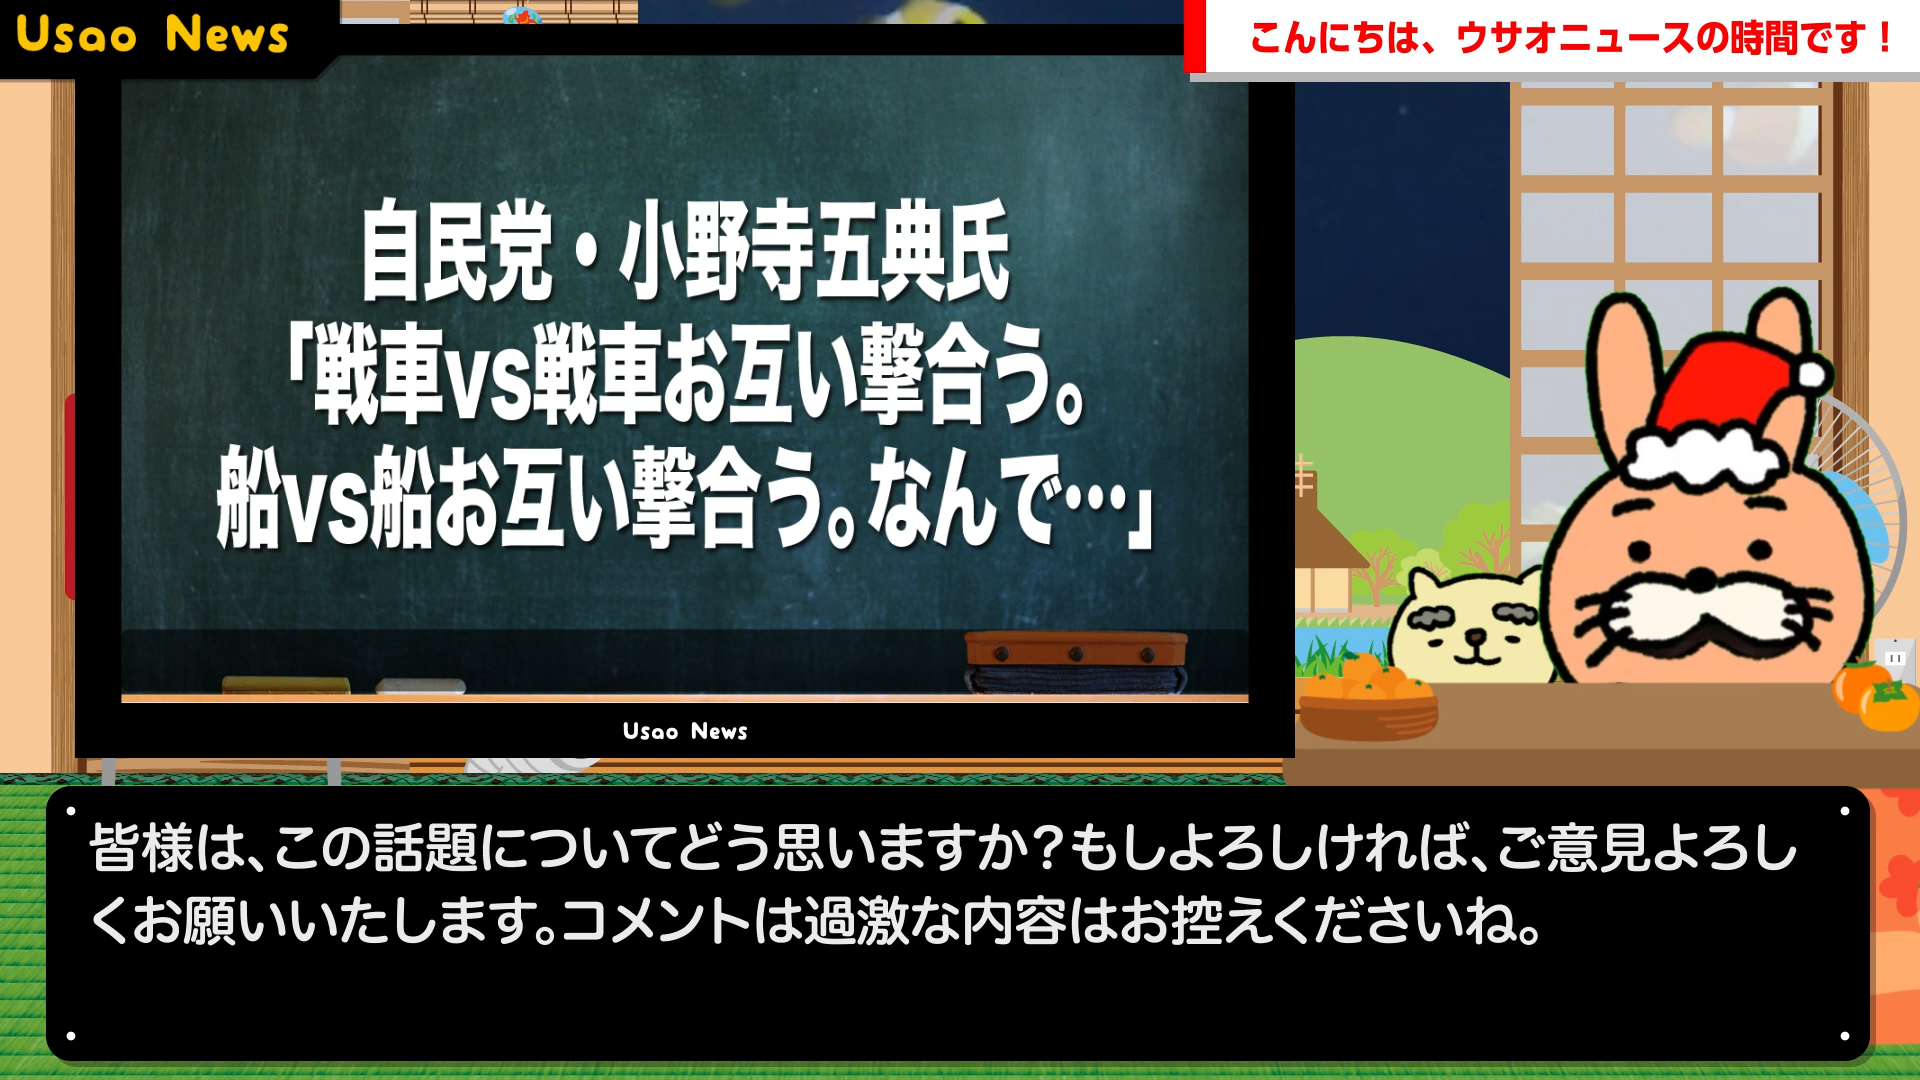 Usao News
こんにちは、ウサオニュースの時間です！
自民党・小野寺五典氏
「戦車vs戦車お互い撃合う。
船vs船お互い撃合う。なんで…」
Usao News
皆様は、この話題についてどう思いますか？もしよろしければ、ご意見よろし
くお願いいたします。コメントは過激な内容はお控えくださいね。